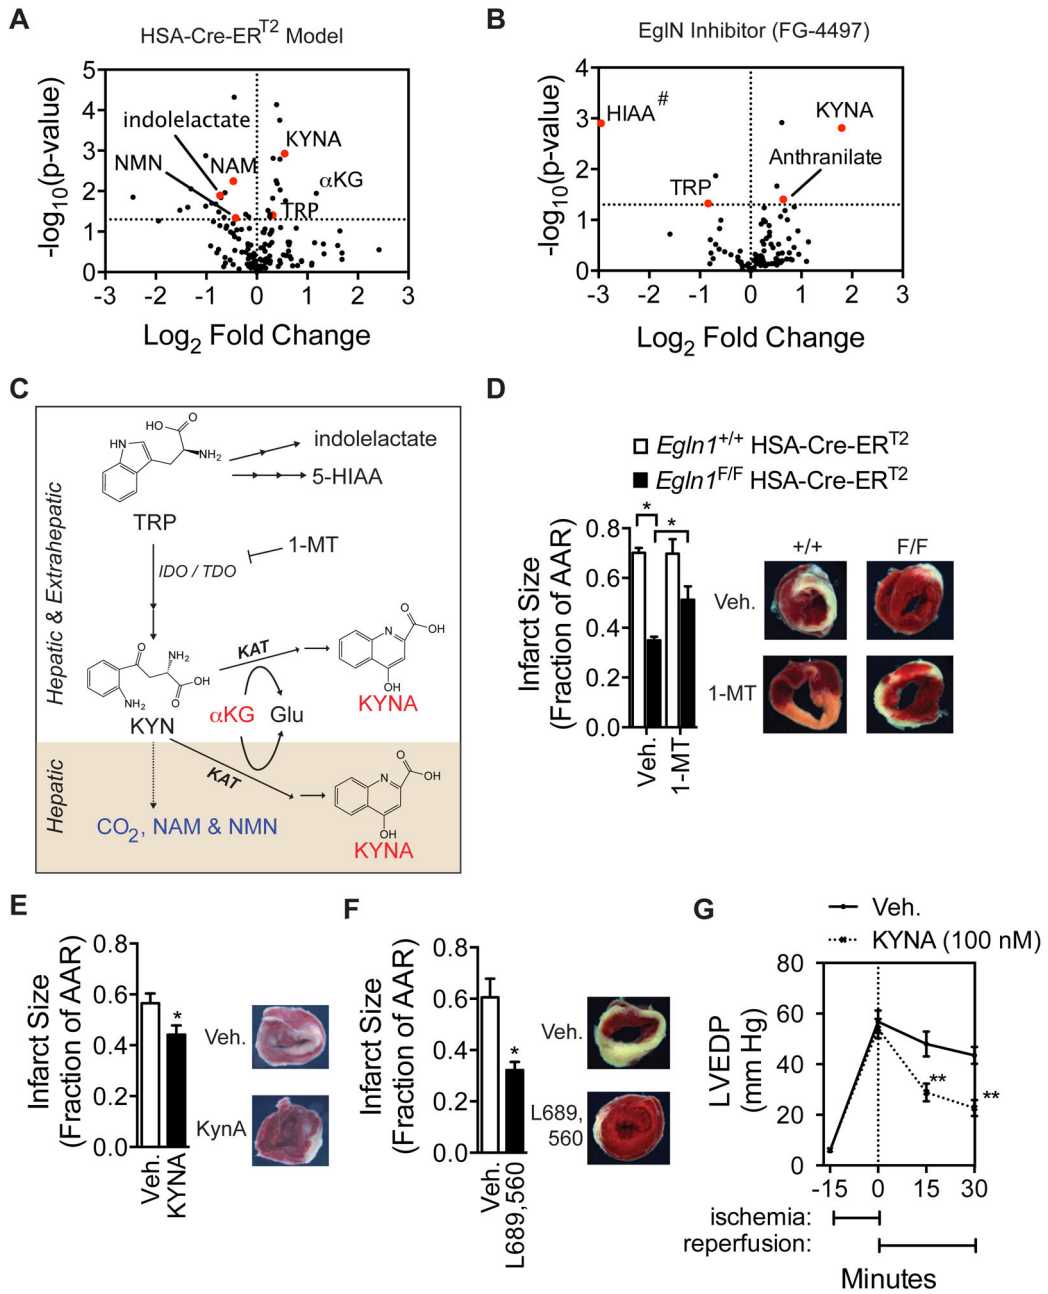 A
HSA-Cre-ER^T2 Model
-log10(p-value)
5
4
3
2
1
0
indolelactate
NMN
NAM
KYNA
αKG
TRP
-3 -2 -1 0 1 2 3
Log2 Fold Change
B
EglN Inhibitor (FG-4497)
-log10(p-value)
4
3
2
1
0
HIAA #
KYNA
Anthranilate
TRP
-3 -2 -1 0 1 2 3
Log2 Fold Change
C
Hepatic & Extrahepatic
Hepatic
HN
HO
O
NH2
TRP
indolelactate
5-HIAA
1-MT
IDO / TDO
O
NH2
OH
O
NH2
KYN
KAT
αKG
Glu
N
O
OH
OH
KYNA
KAT
N
O
OH
OH
KYNA
CO2, NAM & NMN
D
Egln1+/+ HSA-Cre-ER^T2
Egln1F/F HSA-Cre-ER^T2
Infarct Size
(Fraction of AAR)
0.8
0.6
0.4
0.2
0.0
*
*
Veh.
1-MT
+/+
F/F
Veh.
1-MT
E
Infarct Size
(Fraction of AAR)
0.8
0.6
0.4
0.2
0.0
*
Veh.
KYNA
Veh.
KynA
F
Infarct Size
(Fraction of AAR)
0.8
0.6
0.4
0.2
0.0
*
Veh.
L689,560
Veh.
L689,
560
G
Veh.
KYNA (100 nM)
LVEDP
(mm Hg)
80
60
40
20
0
**
**
-15 0 15 30
ischemia:
reperfusion:
Minutes